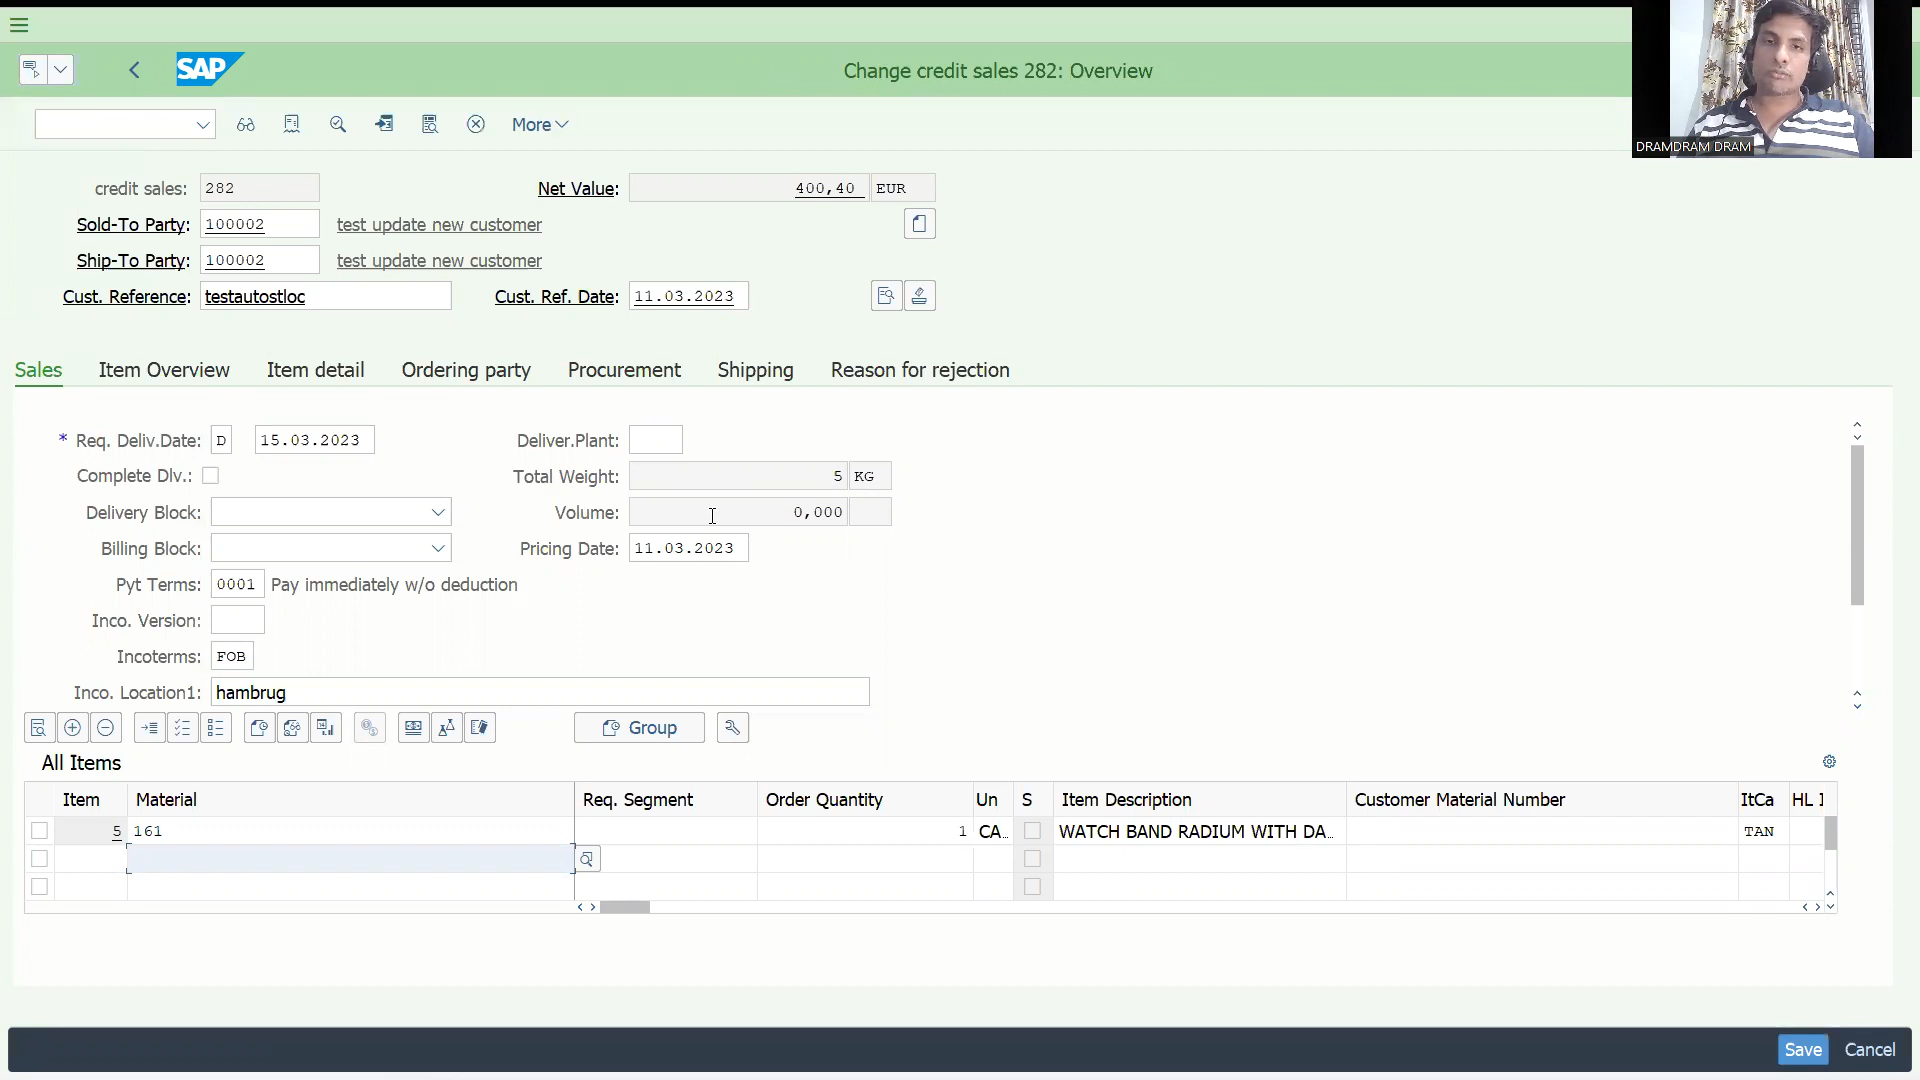 SAP
Change credit sales 282: Overview
More
DRAMDRAM DRAM
credit sales: 282 Net Value: 400,40 EUR
Sold-To Party: 100002 test update new customer
Ship-To Party: 100002 test update new customer
Cust. Reference: testautostloc Cust. Ref. Date: 11.03.2023
Sales Item Overview Item detail Ordering party Procurement Shipping Reason for rejection
* Req. Deliv.Date: D 15.03.2023 Deliver.Plant:
Complete Dlv.: Total Weight: 5 KG
Delivery Block: Volume: 0,000
Billing Block: Pricing Date: 11.03.2023
Pyt Terms: 0001 Pay immediately w/o deduction
Inco. Version:
Incoterms: FOB
Inco. Location1: hambrug
Group
All Items
Item Material Req. Segment Order Quantity Un S Item Description Customer Material Number ItCa HL I
5 161 1 CA.. WATCH BAND RADIUM WITH DA... TAN
Save Cancel